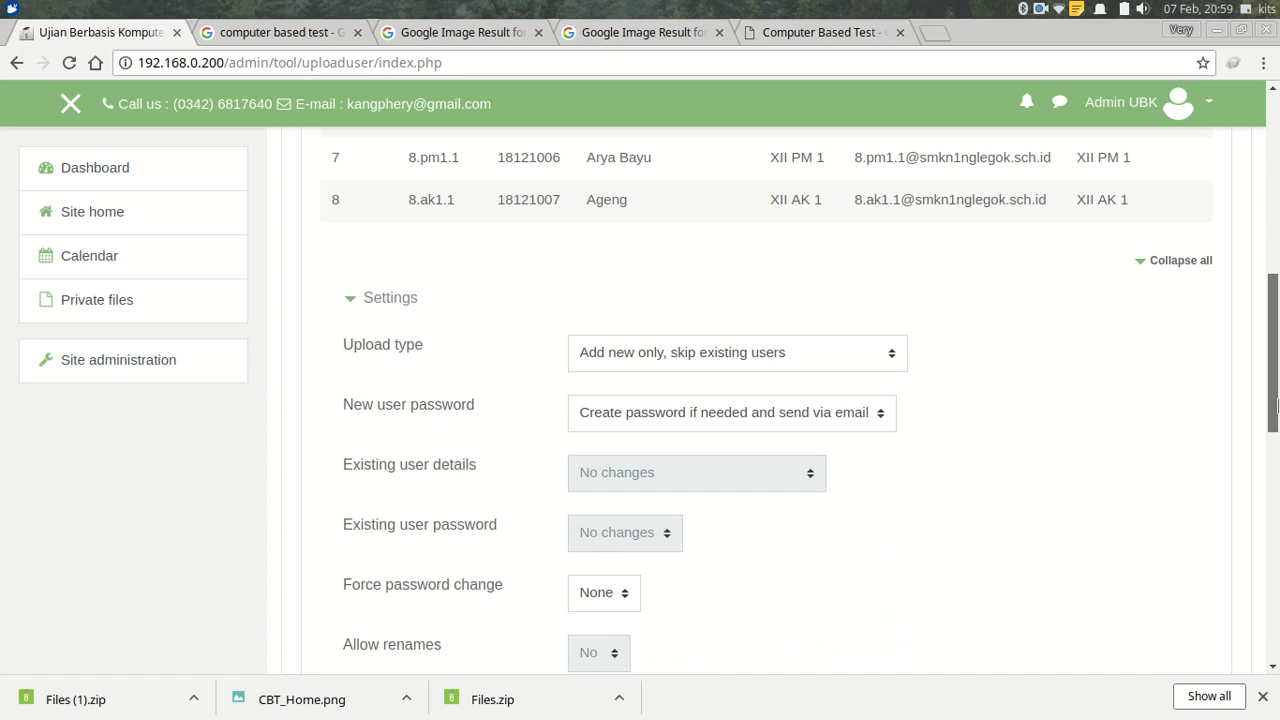 07 Feb, 20:59 kits
Ujian Berbasis Kompute
computer based test - G
Google Image Result for
Google Image Result for
Computer Based Test -
Very
192.168.0.200/admin/tool/uploaduser/index.php
Call us : (0342) 6817640 E-mail : kangphery@gmail.com
Admin UBK
Dashboard
Site home
Calendar
Private files
Site administration
7 8.pm1.1 18121006 Arya Bayu XII PM 1 8.pm1.1@smkn1nglegok.sch.id XII PM 1
8 8.ak1.1 18121007 Ageng XII AK 1 8.ak1.1@smkn1nglegok.sch.id XII AK 1
Collapse all
Settings
Upload type Add new only, skip existing users
New user password Create password if needed and send via email
Existing user details No changes
Existing user password No changes
Force password change None
Allow renames No
Files (1).zip
CBT_Home.png
Files.zip
Show all